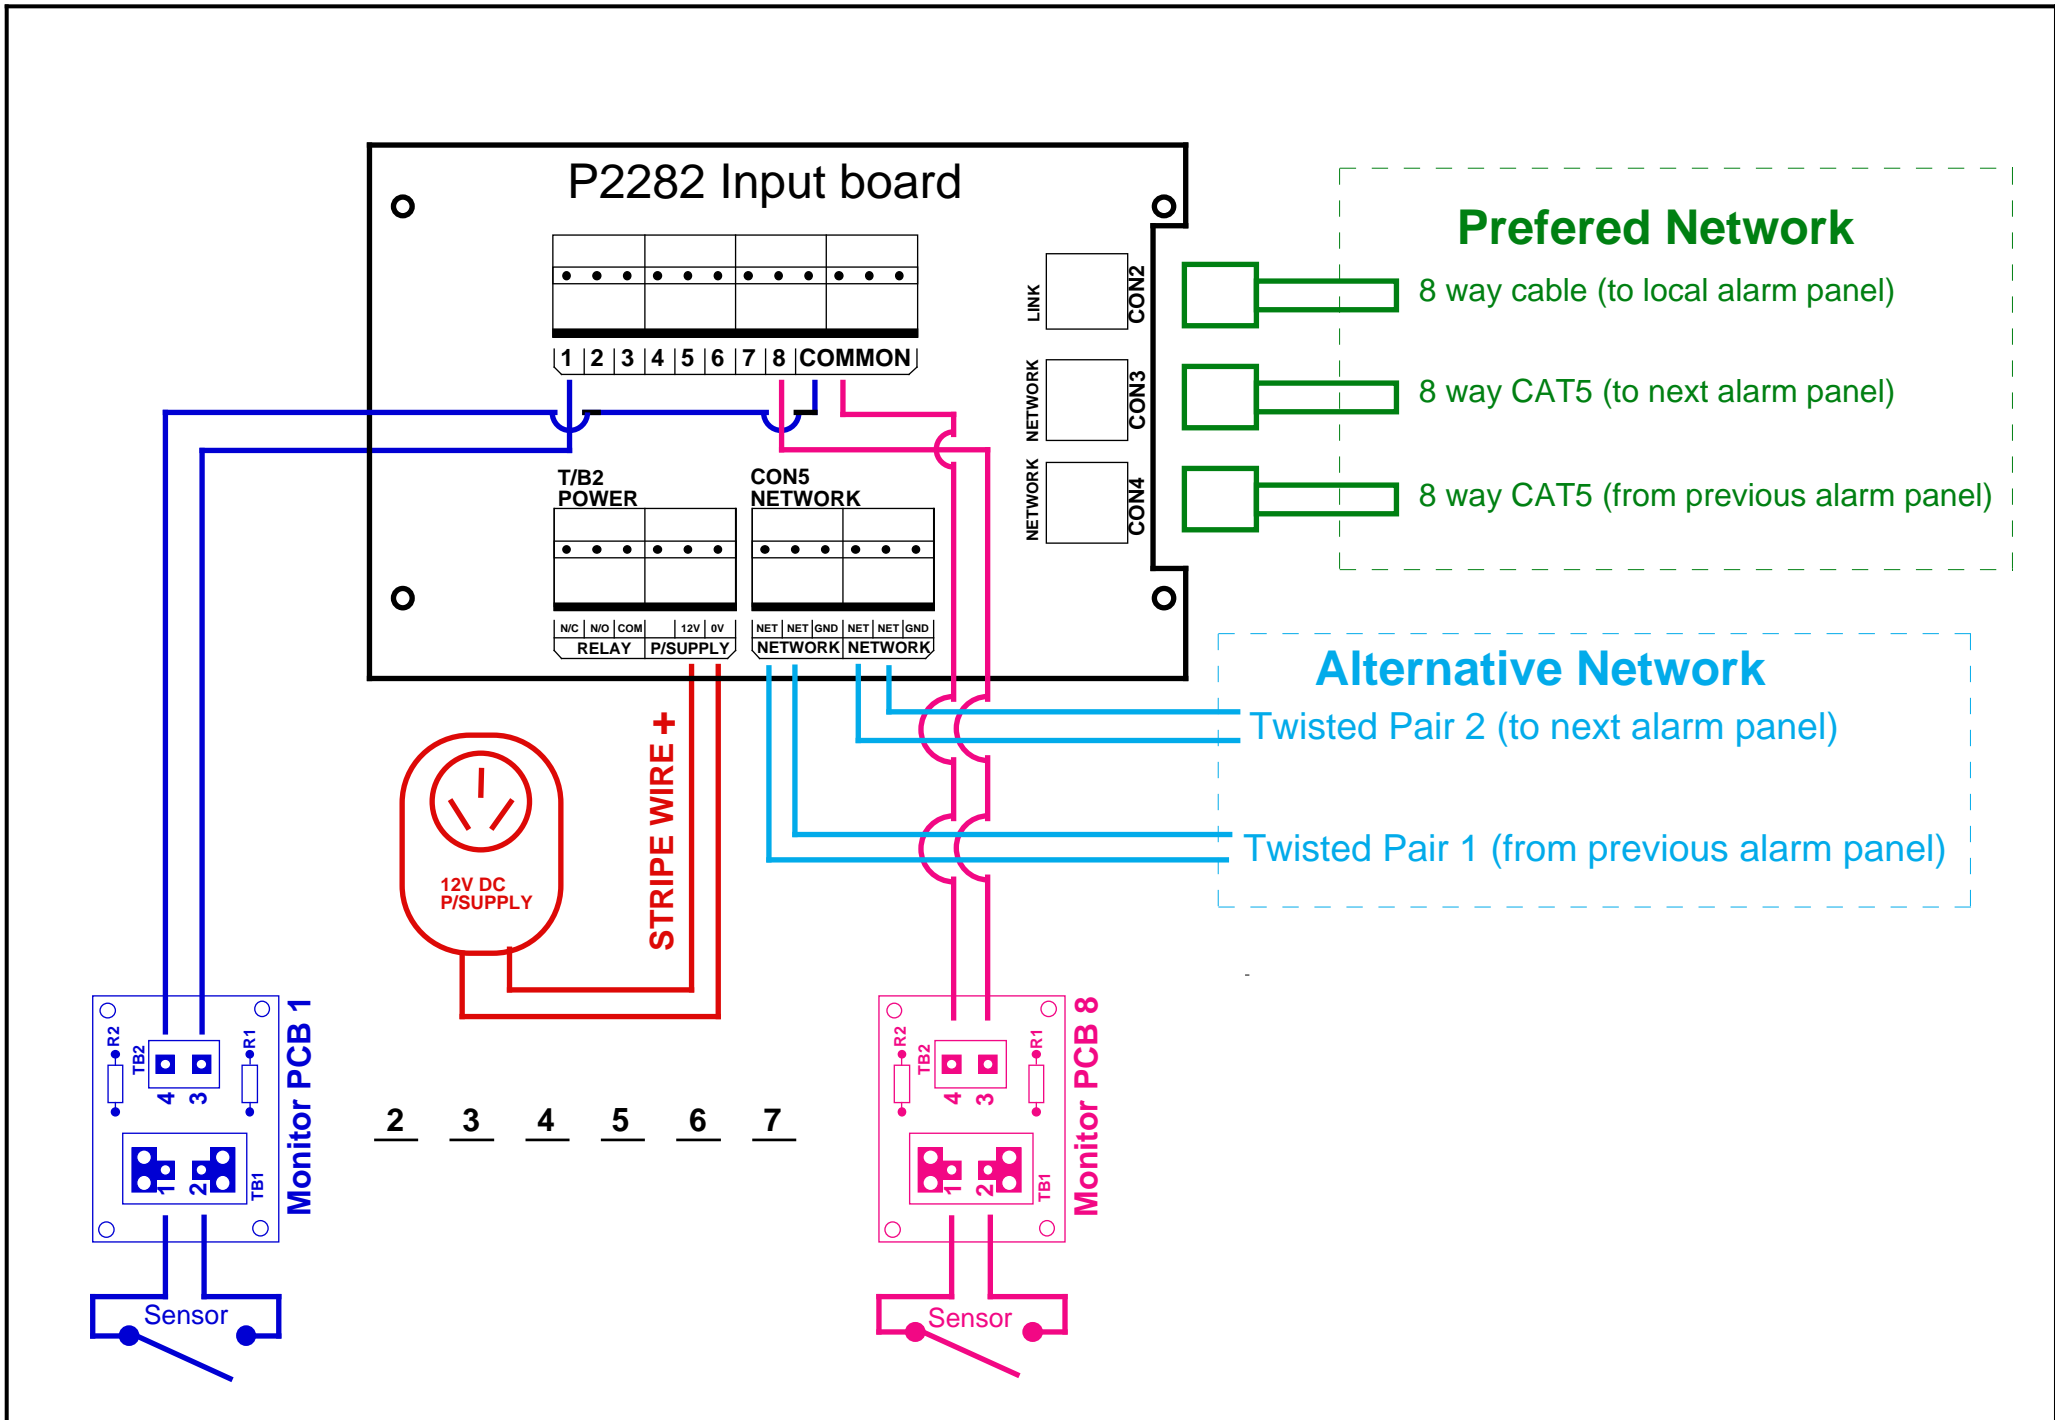 P2282 Input board
1 2 3 4 5 6 7 8 COMMON
LINK
CON2
NETWORK
CON3
NETWORK
CON4
Prefered Network
8 way cable (to local alarm panel)
8 way CAT5 (to next alarm panel)
8 way CAT5 (from previous alarm panel)
T/B2
POWER
CON5
NETWORK
N/C N/O COM 12V 0V
RELAY P/SUPPLY
NET NET GND NET NET GND
NETWORK NETWORK
Alternative Network
Twisted Pair 2 (to next alarm panel)
Twisted Pair 1 (from previous alarm panel)
STRIPE WIRE +
12V DC
P/SUPPLY
-
R2
TB2
R1
4 3
1 2
TB1
Monitor PCB 1
Sensor
2 3 4 5 6 7
R2
TB2
R1
4 3
1 2
TB1
Monitor PCB 8
Sensor